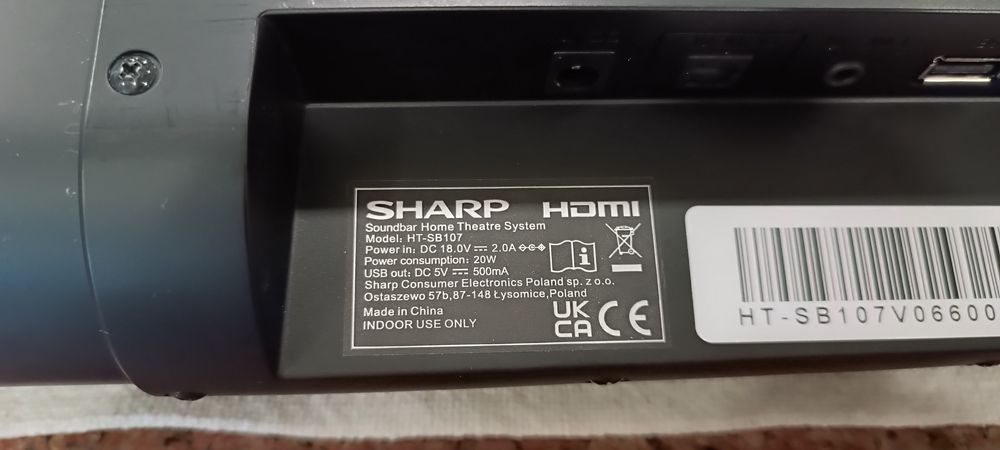 SHARP HDMI
Soundbar Home Theatre System
Model: HT-SB107
Power in: DC 18.0V 2.0A
Power consumption: 20W
USB out: DC 5V 500mA
Sharp Consumer Electronics Poland sp. z o.o.
Ostaszewo 57b,87-148 Łysomice,Poland
Made in China
INDOOR USE ONLY
UK
CA CE
HT-SB107V06600